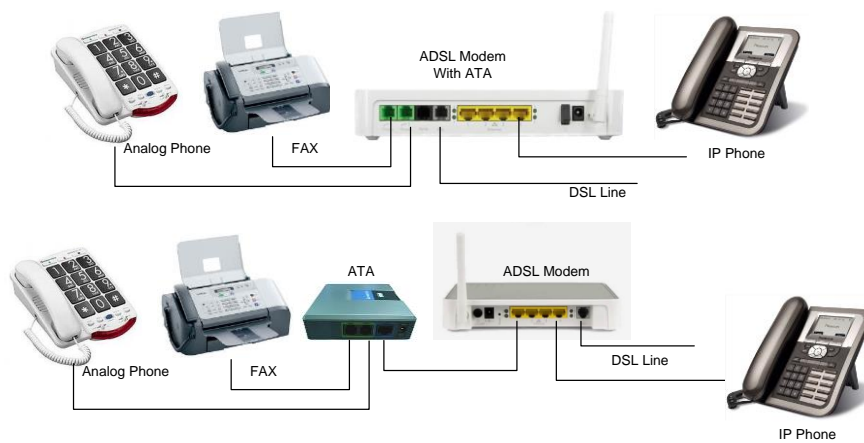 ADSL Modem
With ATA
Analog Phone
FAX
IP Phone
DSL Line
ATA
ADSL Modem
Analog Phone
FAX
DSL Line
IP Phone